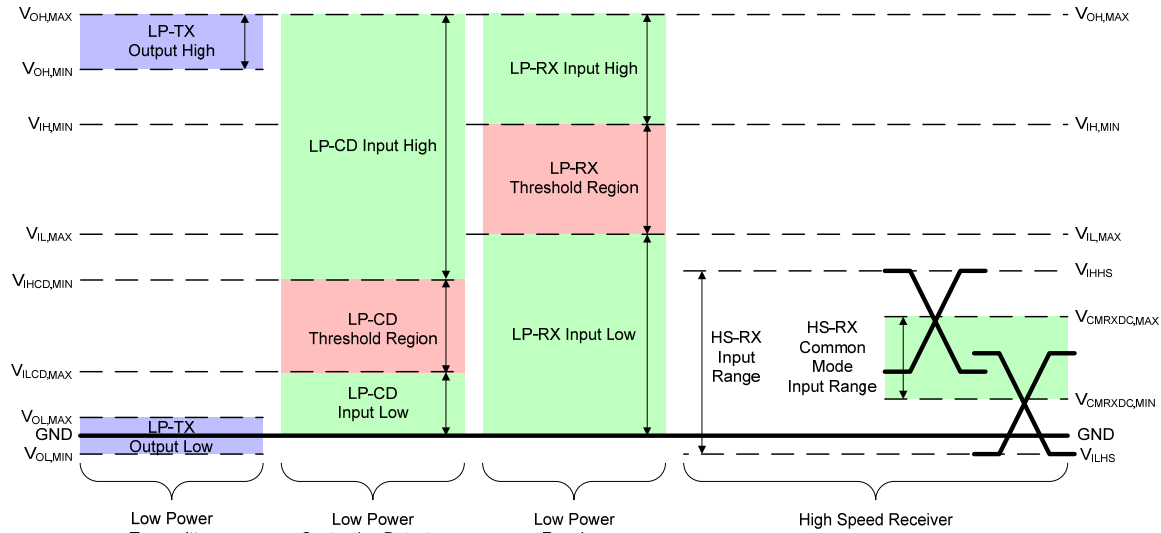 VOH,MAX
LP-TX
Output High
VOH,MIN
VIH,MIN
VIL,MAX
VIHCD,MIN
VILCD,MAX
VOL,MAX
GND
VOL,MIN
LP-TX
Output Low
LP-CD Input High
LP-CD
Threshold Region
LP-CD
Input Low
LP-RX Input High
LP-RX
Threshold Region
LP-RX Input Low
HS-RX
Input
Range
HS-RX
Common
Mode
Input Range
VOH,MAX
VIH,MIN
VIL,MAX
VIHHS
VCMRXDC,MAX
VCMRXDC,MIN
GND
VILHS
Low Power
Low Power
Low Power
High Speed Receiver